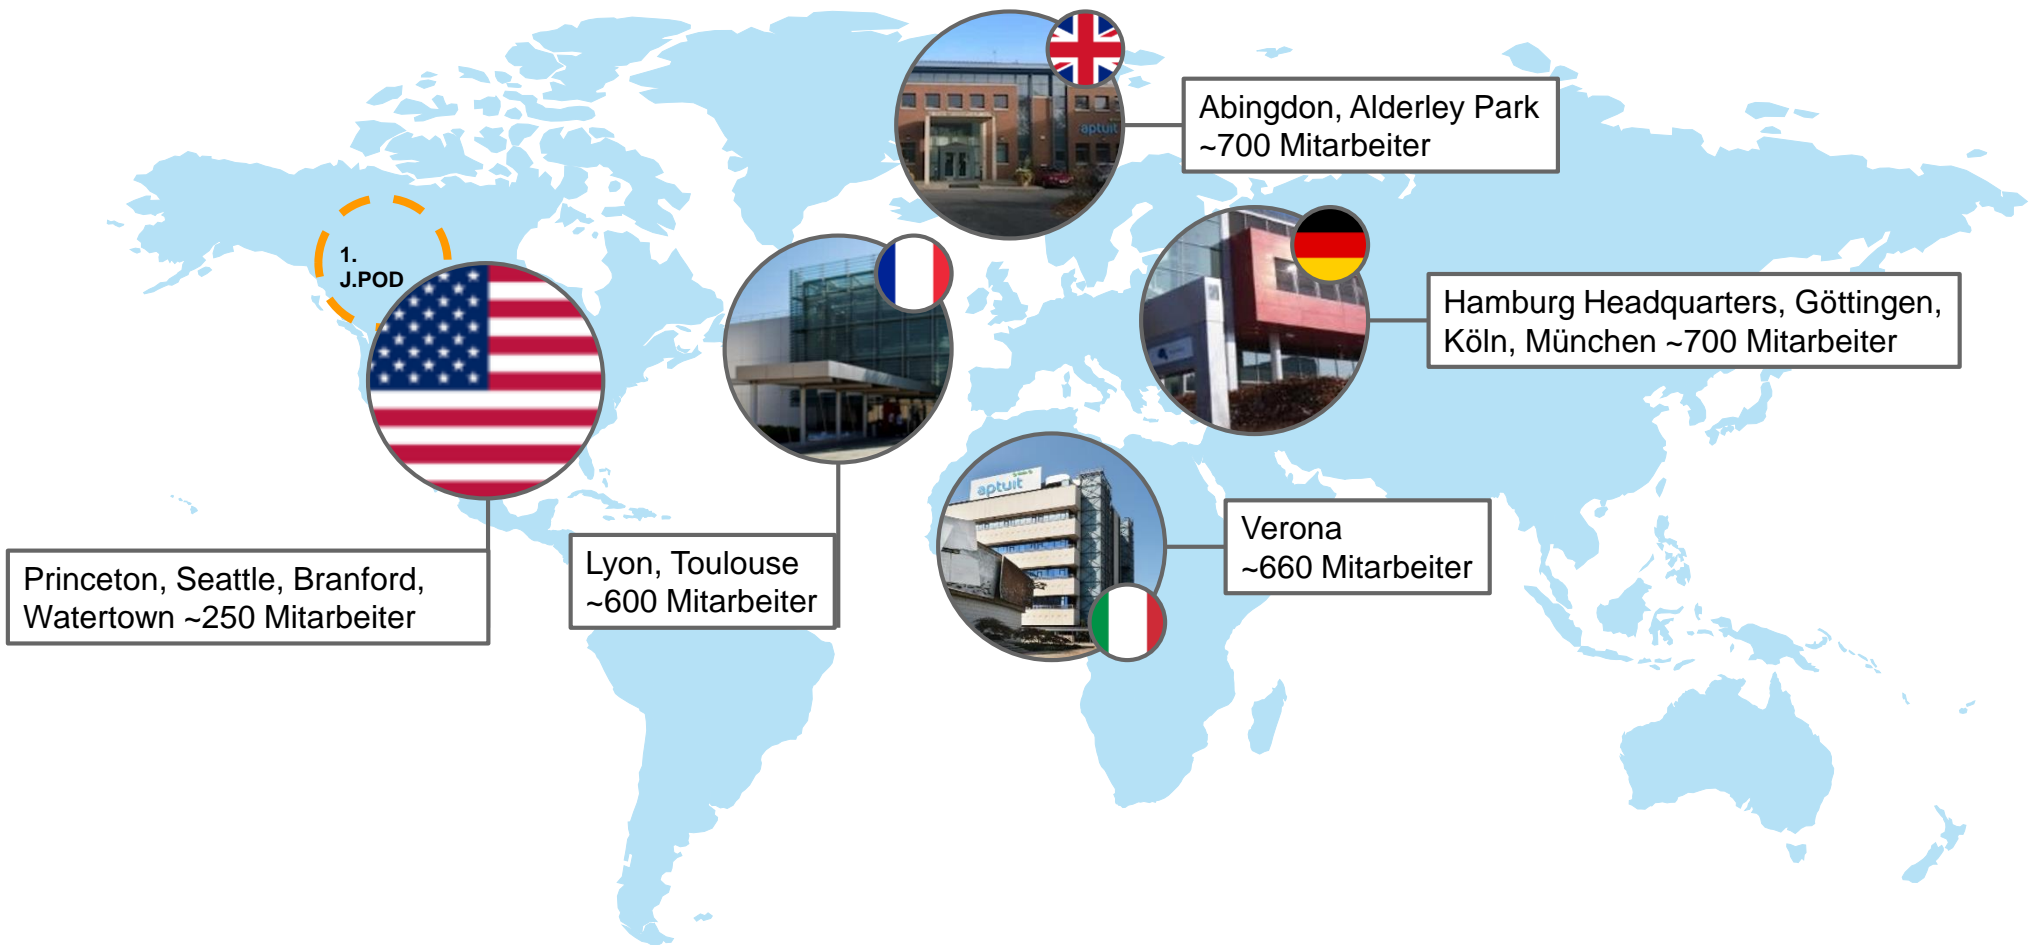 aptuit
Abingdon, Alderley Park
~700 Mitarbeiter
1.
J.POD
Hamburg Headquarters, Göttingen,
Köln, München ~700 Mitarbeiter
aptuit
Verona
~660 Mitarbeiter
Lyon, Toulouse
~600 Mitarbeiter
Princeton, Seattle, Branford,
Watertown ~250 Mitarbeiter